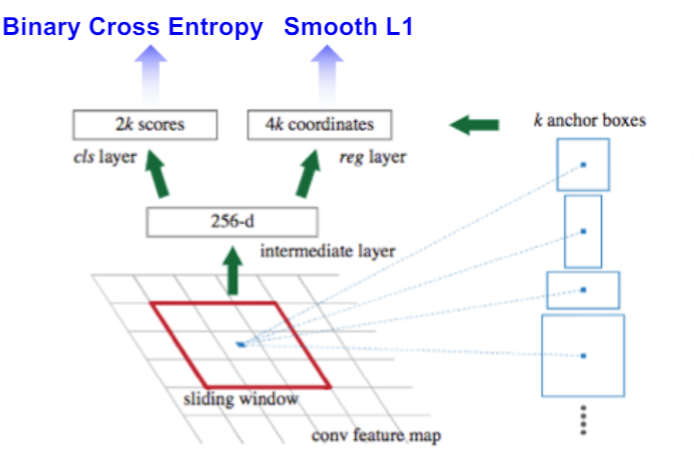 Binary Cross Entropy Smooth L1
2k scores
4k coordinates
k anchor boxes
cls layer
reg layer
256-d
intermediate layer
sliding window
conv feature map